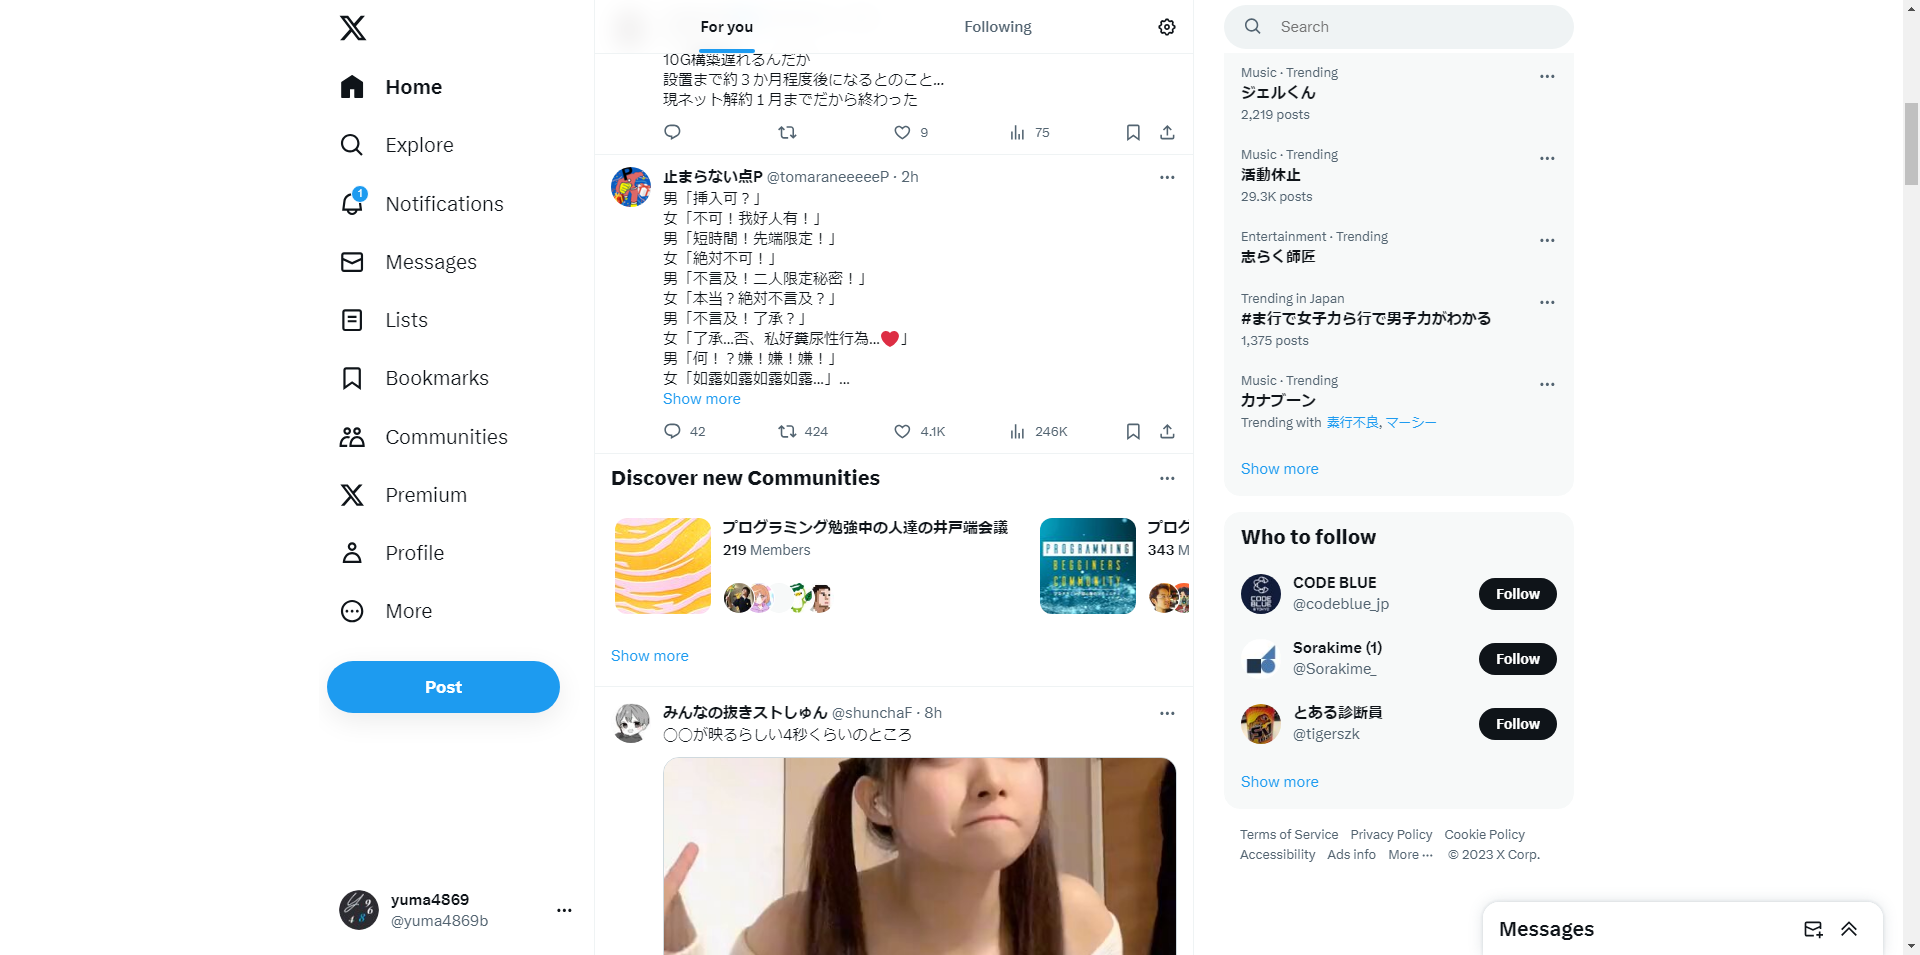 Home
Explore
1
Notifications
Messages
Lists
Bookmarks
Communities
Premium
Profile
More
Post
yuma4869
@yuma4869b
For you
Following
10G構築遅れるんだが
設置まで約３か月程度後になるとのこと...
現ネット解約１月までだから終わった
9
75
止まらない点P @tomaraneeeeeP · 2h
男「挿入可？」
女「不可！我好人有！」
男「短時間！先端限定！」
女「絶対不可！」
男「不言及！二人限定秘密！」
女「本当？絶対不言及？」
男「不言及！了承？」
女「了承...否、私好糞尿性行為...❤」
男「何！？嫌！嫌！嫌！」
女「如露如露如露如露...」...
Show more
42
424
4.1K
246K
Discover new Communities
プログラミング勉強中の人達の井戸端会議
219 Members
PROGRAMMING
BEGGINERS
COMMUNITY
プログ
343 M
Show more
みんなの抜きストしゅん @shunchaF · 8h
〇〇が映るらしい4秒くらいのところ
Search
Music · Trending
ジェルくん
2,219 posts
Music · Trending
活動休止
29.3K posts
Entertainment · Trending
志らく師匠
Trending in Japan
#ま行で女子力ら行で男子力がわかる
1,375 posts
Music · Trending
カナブーン
Trending with 素行不良, マーシー
Show more
Who to follow
CODE BLUE
@codeblue_jp
Follow
Sorakime (1)
@Sorakime_
Follow
とある診断員
@tigerszk
Follow
Show more
Terms of Service Privacy Policy Cookie Policy
Accessibility Ads info More ··· © 2023 X Corp.
Messages